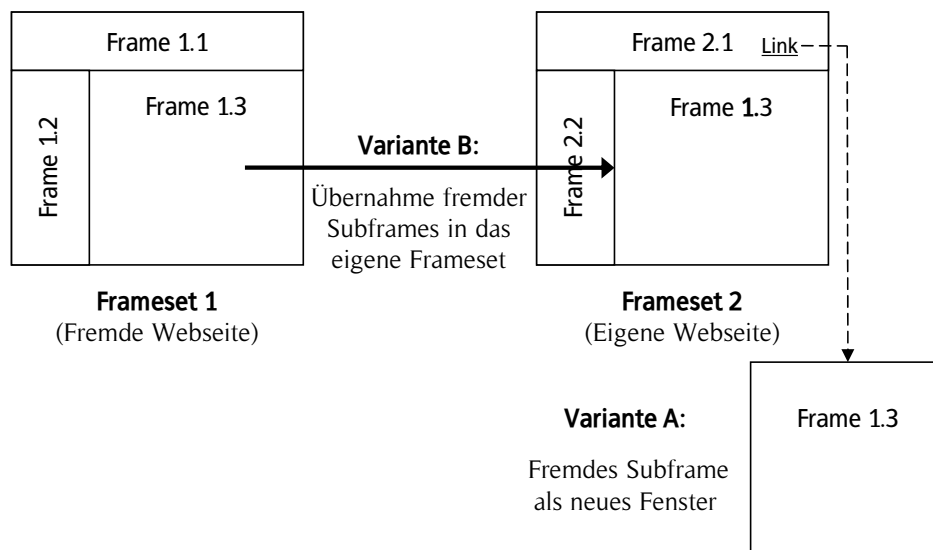 Frame 1.1
Frame 1.2
Frame 1.3
Variante B:
Übernahme fremder
Subframes in das
eigene Frameset
Frame 2.1
Link
Frame 2.2
Frame 1.3
Frameset 1
(Fremde Webseite)
Frameset 2
(Eigene Webseite)
Variante A:
Fremdes Subframe
als neues Fenster
Frame 1.3